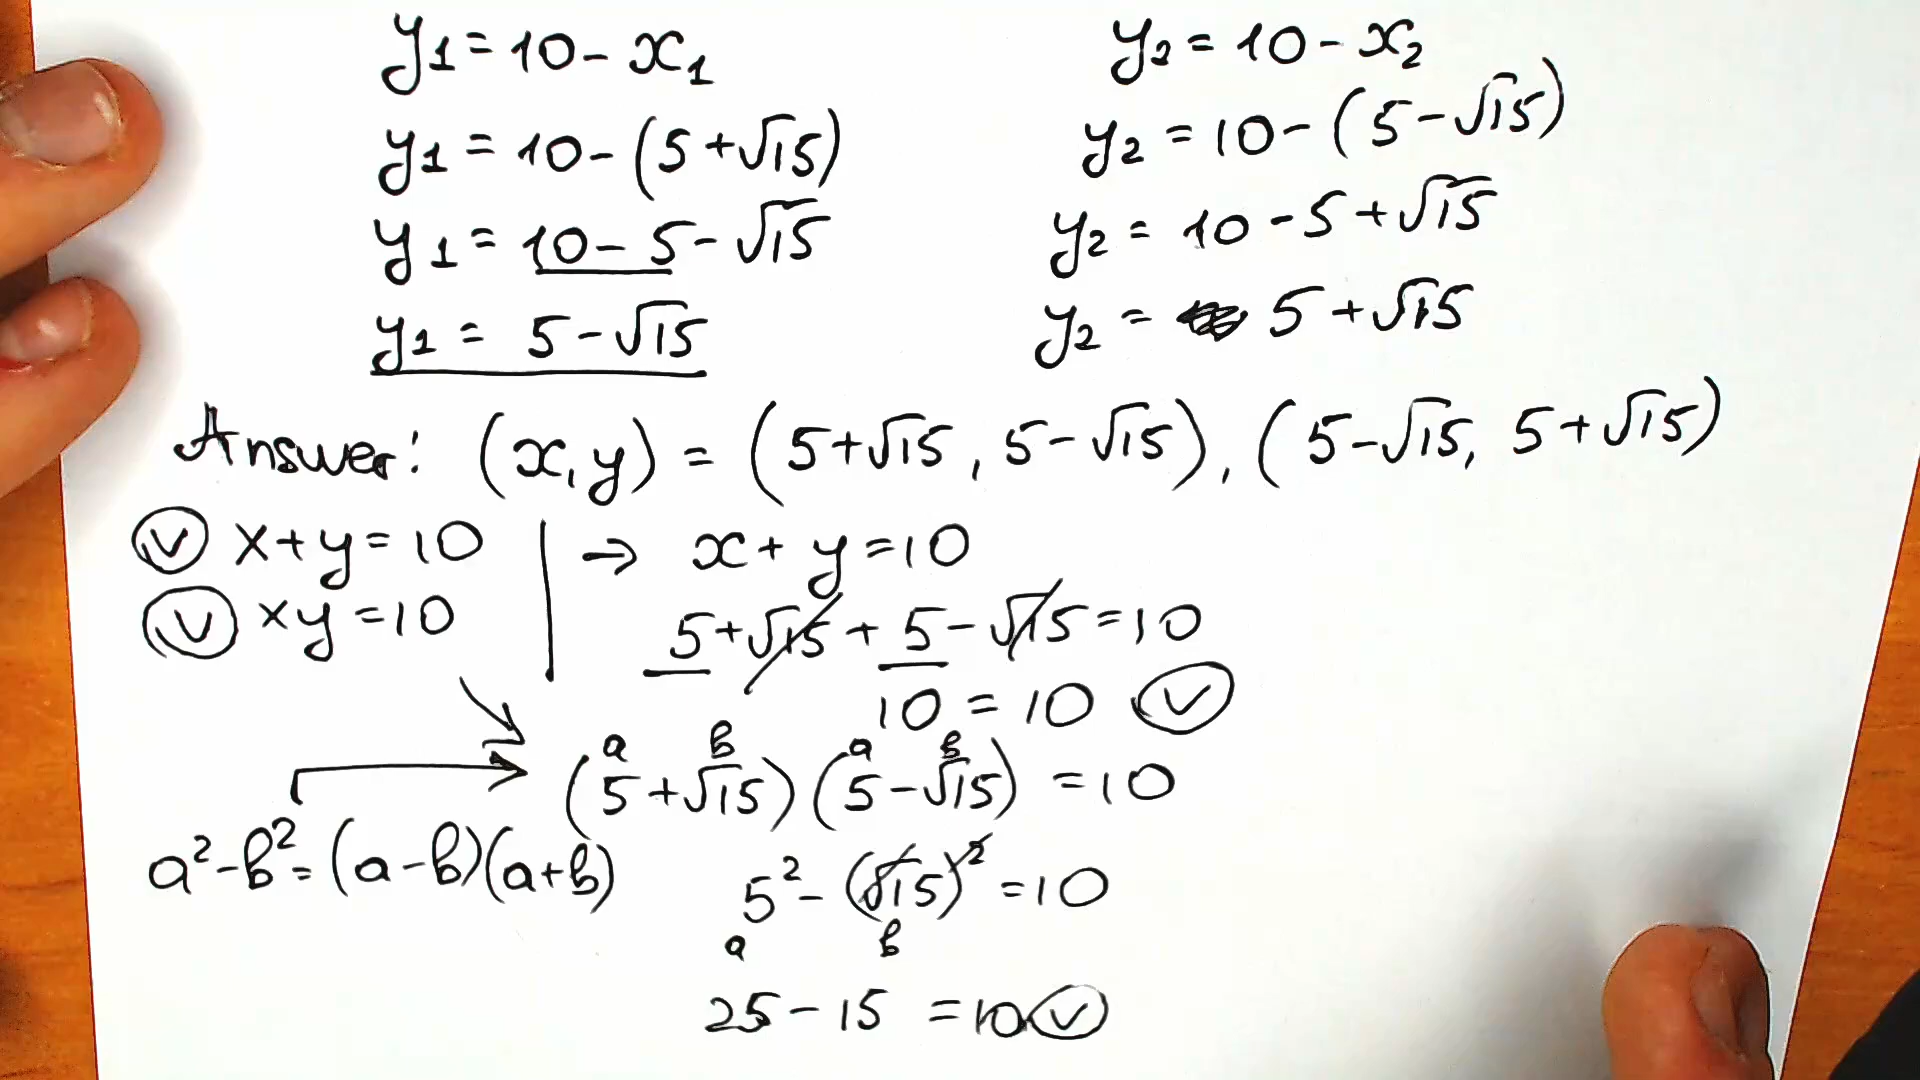 y₁ = 10 - x₁
y₁ = 10 - (5 + √15)
y₁ = 10 - 5 - √15
y₁ = 5 - √15
y₂ = 10 - x₂
y₂ = 10 - (5 - √15)
y₂ = 10 - 5 + √15
y₂ = 5 + √15
Answer: (x, y) = (5 + √15, 5 - √15), (5 - √15, 5 + √15)
x + y = 10
xy = 10
→ x + y = 10
5 + √15 + 5 - √15 = 10
10 = 10
a b a b
(5 + √15)(5 - √15) = 10
a² - b² = (a - b)(a + b)
5² - (√15)² = 10
a b
25 - 15 = 10